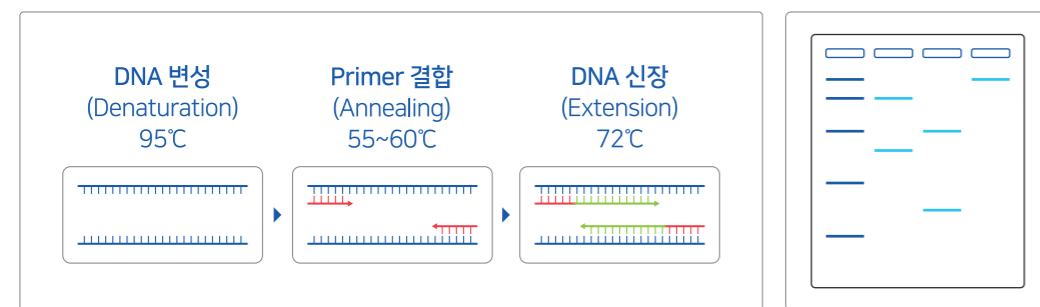 DNA 변성
(Denaturation)
95℃
Primer 결합
(Annealing)
55~60℃
DNA 신장
(Extension)
72℃